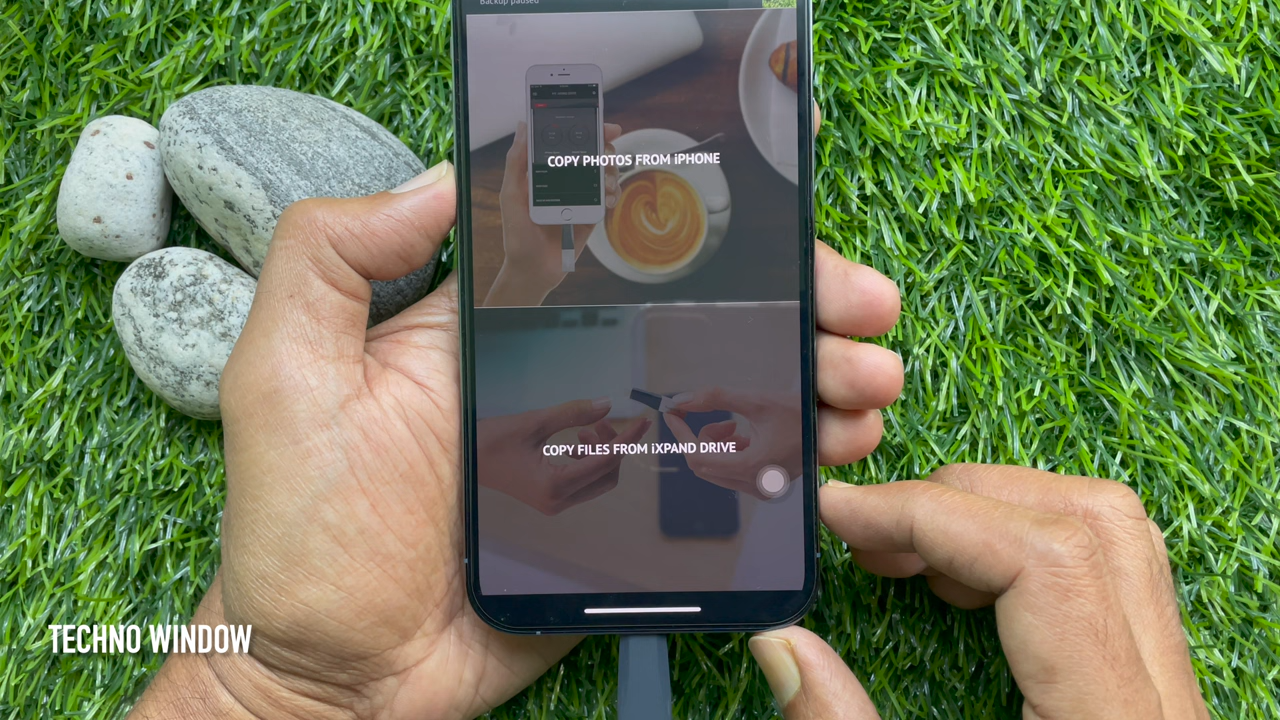 Backup paused
COPY PHOTOS FROM iPHONE
COPY FILES FROM iXPAND DRIVE
TECHNO WINDOW